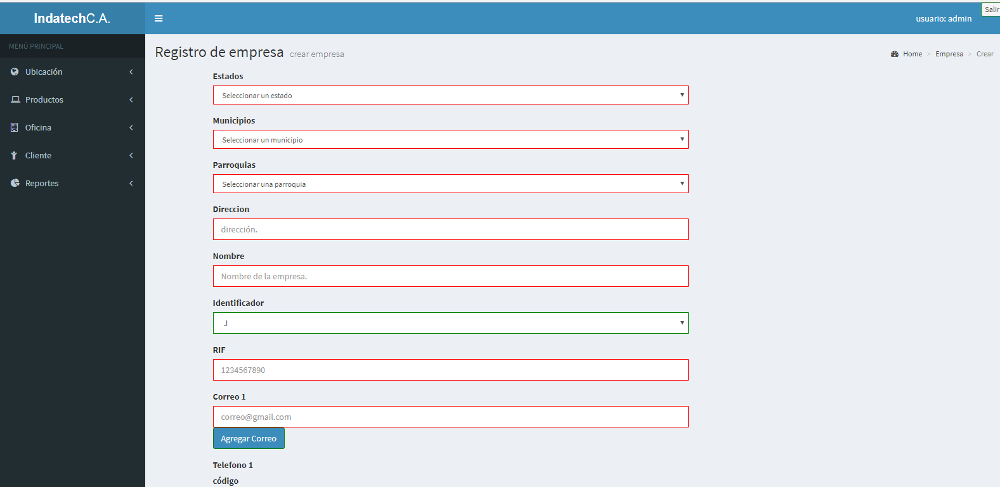 IndatechC.A.
usuario: admin
Salir
MENÚ PRINCIPAL
Ubicación
Productos
Oficina
Cliente
Reportes
Registro de empresa crear empresa
Home > Empresa > Crear
Estados
Seleccionar un estado
Municipios
Seleccionar un municipio
Parroquias
Seleccionar una parroquia
Direccion
dirección.
Nombre
Nombre de la empresa.
Identificador
J
RIF
1234567890
Correo 1
correo@gmail.com
Agregar Correo
Telefono 1
código